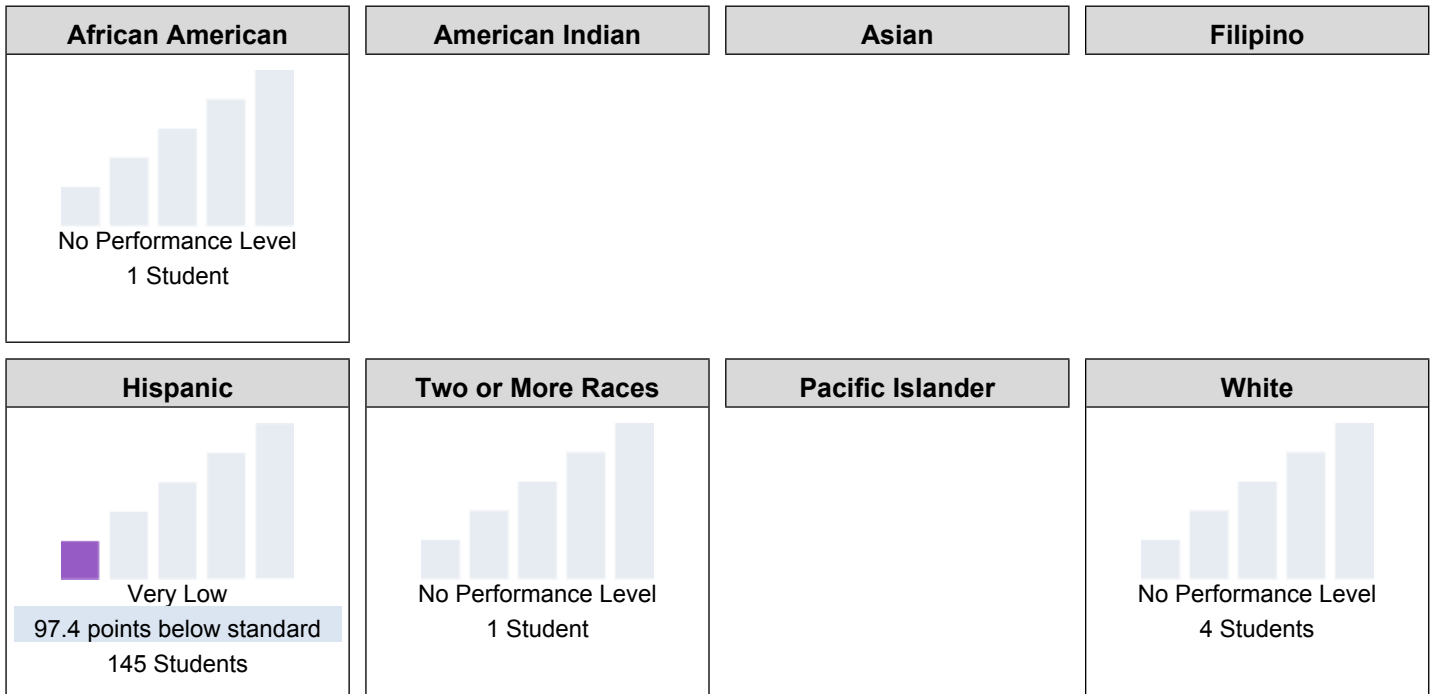 African American
American Indian
Asian
Filipino
No Performance Level
1 Student
Hispanic
Two or More Races
Pacific Islander
White
Very Low
97.4 points below standard
145 Students
No Performance Level
1 Student
No Performance Level
4 Students